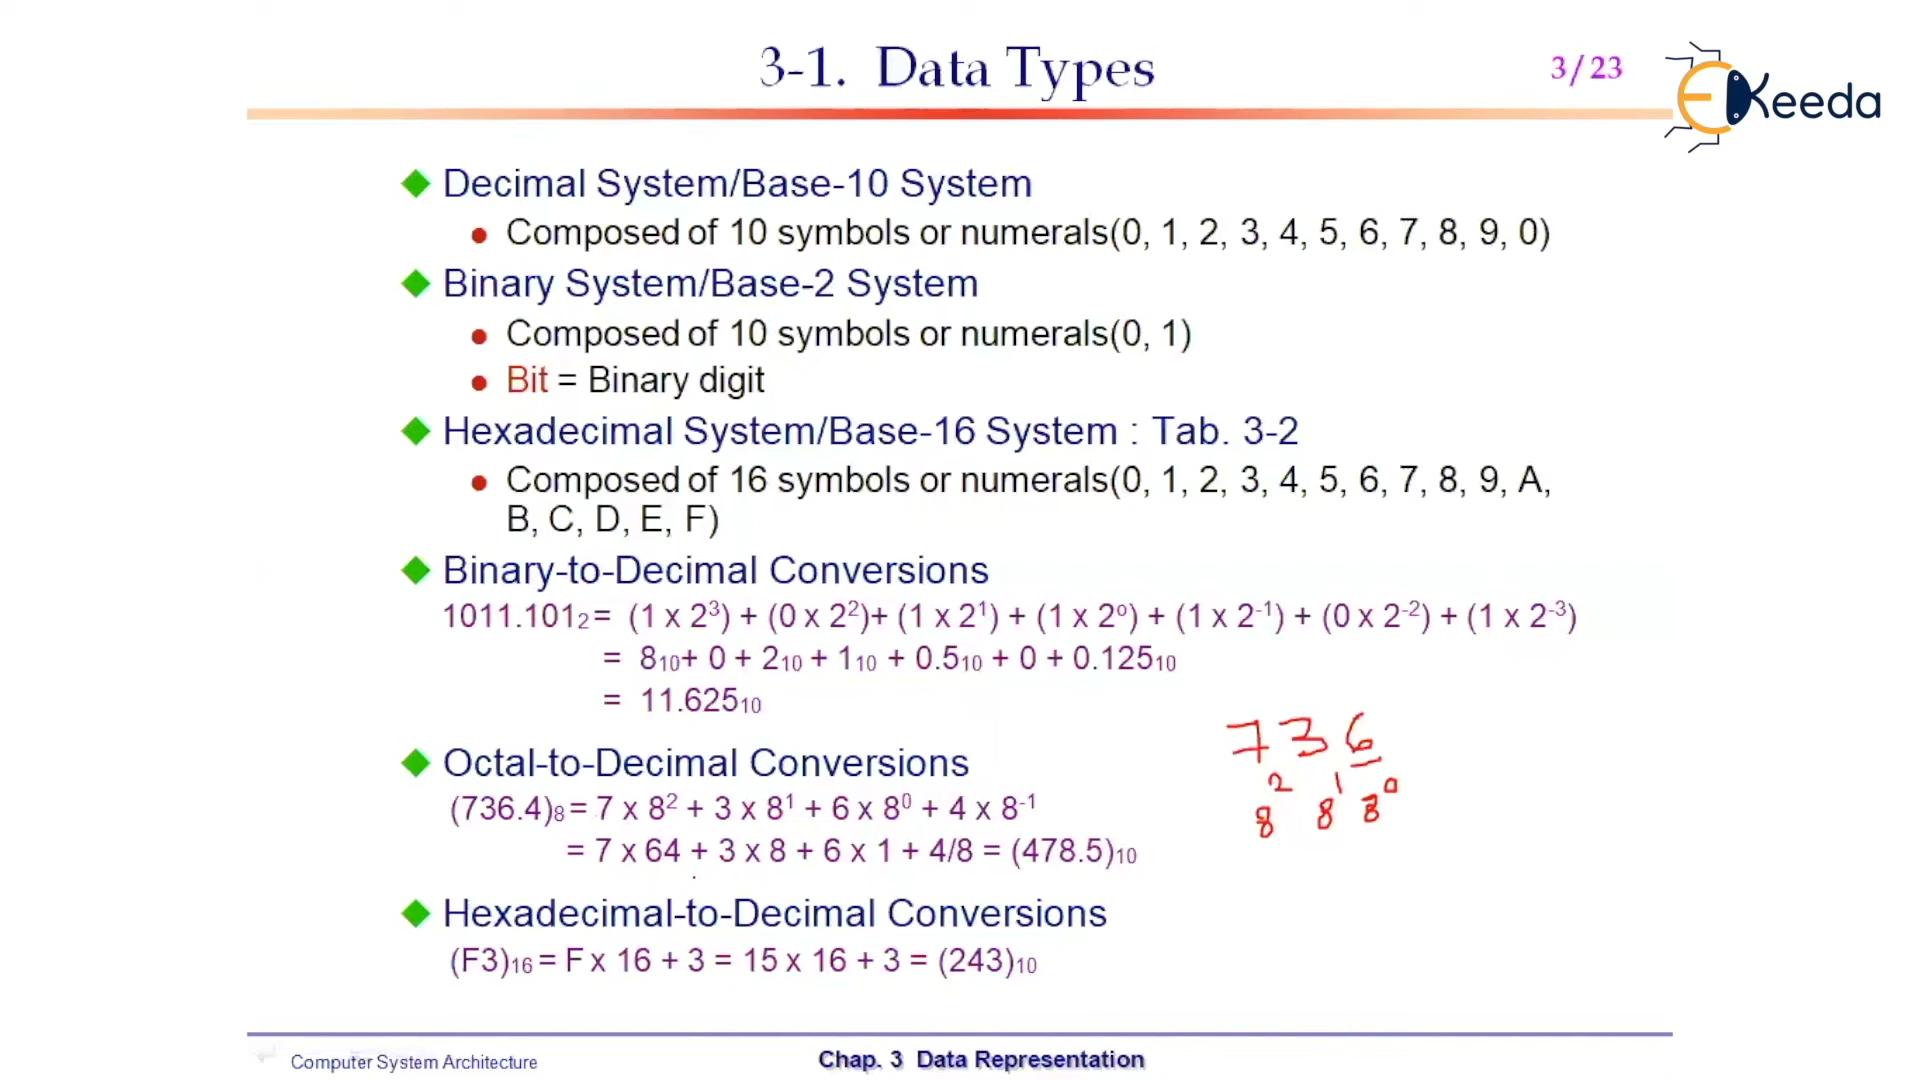 3-1. Data Types
3/23
EKeeda
Decimal System/Base-10 System
Composed of 10 symbols or numerals(0, 1, 2, 3, 4, 5, 6, 7, 8, 9, 0)
Binary System/Base-2 System
Composed of 10 symbols or numerals(0, 1)
Bit = Binary digit
Hexadecimal System/Base-16 System : Tab. 3-2
Composed of 16 symbols or numerals(0, 1, 2, 3, 4, 5, 6, 7, 8, 9, A,
B, C, D, E, F)
Binary-to-Decimal Conversions
1011.101₂ = (1 x 2³) + (0 x 2²)+ (1 x 2¹) + (1 x 2⁰) + (1 x 2⁻¹) + (0 x 2⁻²) + (1 x 2⁻³)
= 8₁₀+ 0 + 2₁₀ + 1₁₀ + 0.5₁₀ + 0 + 0.125₁₀
= 11.625₁₀
Octal-to-Decimal Conversions
(736.4)₈ = 7 x 8² + 3 x 8¹ + 6 x 8⁰ + 4 x 8⁻¹
= 7 x 64 + 3 x 8 + 6 x 1 + 4/8 = (478.5)₁₀
7 3 6
8² 8¹ 8⁰
Hexadecimal-to-Decimal Conversions
(F3)₁₆ = F x 16 + 3 = 15 x 16 + 3 = (243)₁₀
Computer System Architecture
Chap. 3 Data Representation